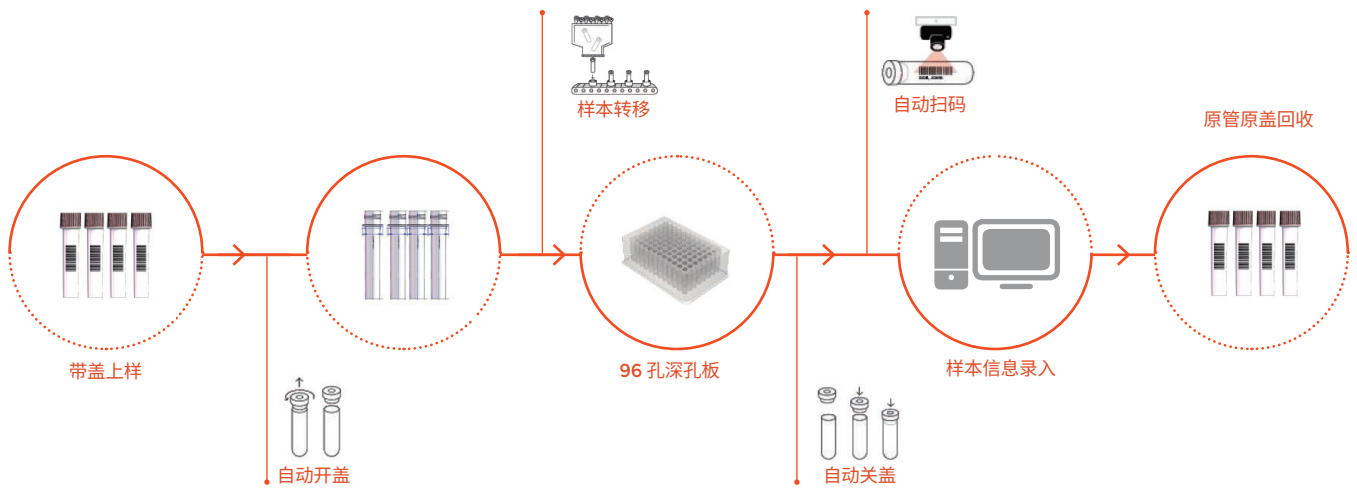 样本转移
自动扫码
原管原盖回收
带盖上样
96 孔深孔板
样本信息录入
自动开盖
自动关盖